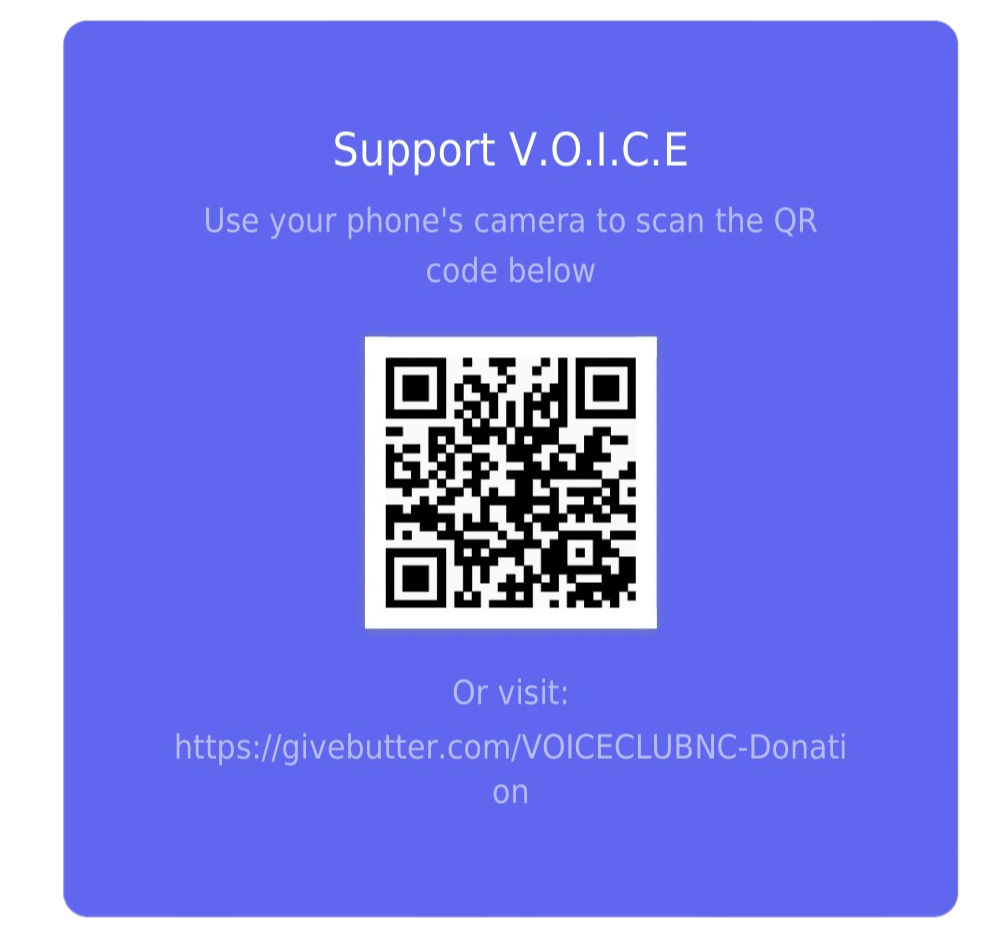 Support V.O.I.C.E
Use your phone's camera to scan the QR
code below
Or visit:
https://givebutter.com/VOICECLUBNC-Donati
on